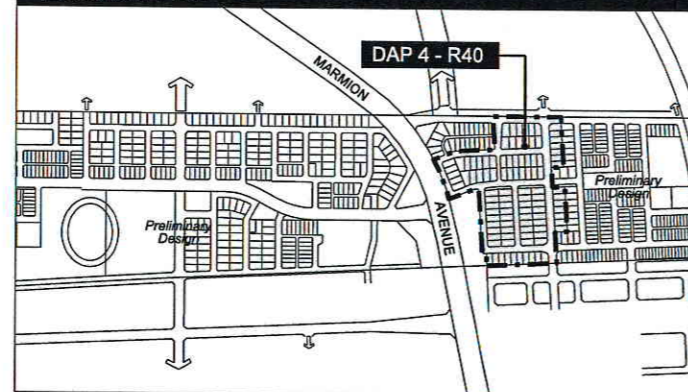 DAP 4 - R40
MARMION
AVENUE
Preliminary
Design
Preliminary
Design